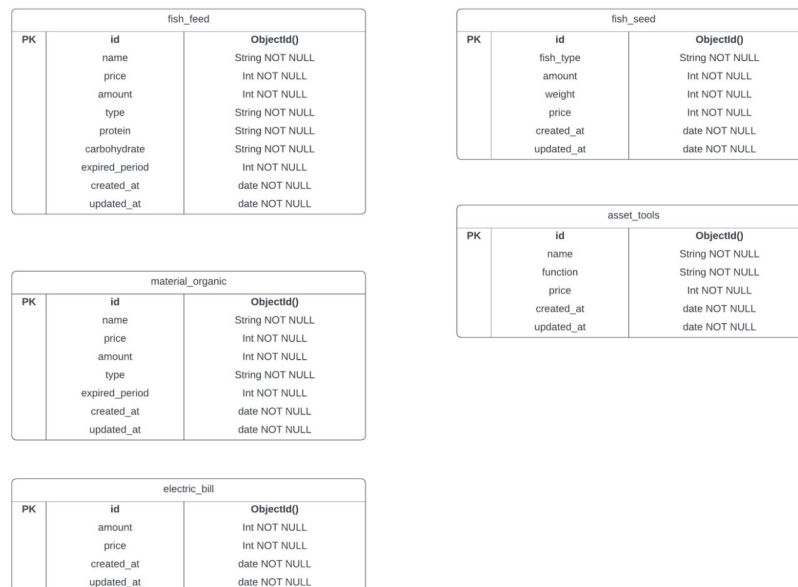 fish_feed
PK id ObjectId()
name String NOT NULL
price Int NOT NULL
amount Int NOT NULL
type String NOT NULL
protein String NOT NULL
carbohydrate String NOT NULL
expired_period Int NOT NULL
created_at date NOT NULL
updated_at date NOT NULL
material_organic
PK id ObjectId()
name String NOT NULL
price Int NOT NULL
amount Int NOT NULL
type String NOT NULL
expired_period Int NOT NULL
created_at date NOT NULL
updated_at date NOT NULL
electric_bill
PK id ObjectId()
amount Int NOT NULL
price Int NOT NULL
created_at date NOT NULL
updated_at date NOT NULL
fish_seed
PK id ObjectId()
fish_type String NOT NULL
amount Int NOT NULL
weight Int NOT NULL
price Int NOT NULL
created_at date NOT NULL
updated_at date NOT NULL
asset_tools
PK id ObjectId()
name String NOT NULL
function String NOT NULL
price Int NOT NULL
created_at date NOT NULL
updated_at date NOT NULL